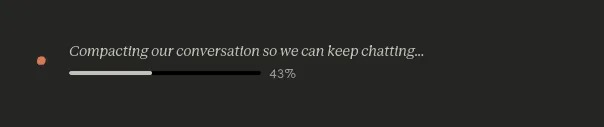 Compacting our conversation so we can keep chatting...
43%